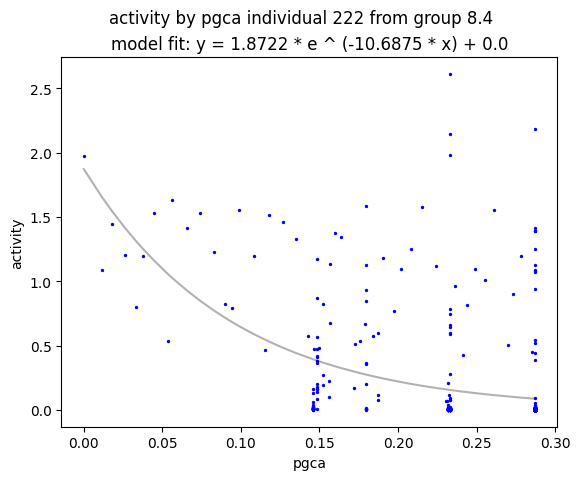 activity by pgca individual 222 from group 8.4
model fit: y = 1.8722 * e ^ (-10.6875 * x) + 0.0
2.5
2.0
1.5
1.0
0.5
0.0
activity
0.00 0.05 0.10 0.15 0.20 0.25 0.30
pgca